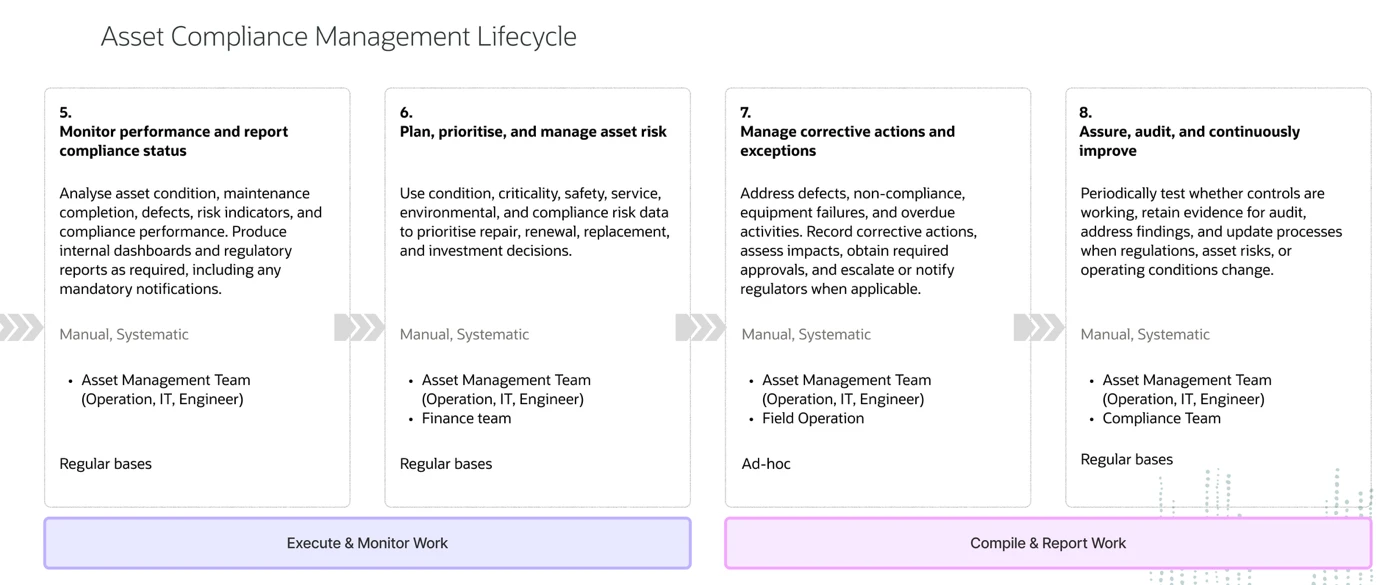 Asset Compliance Management Lifecycle
5.
Monitor performance and report
compliance status
Analyse asset condition, maintenance
completion, defects, risk indicators, and
compliance performance. Produce
internal dashboards and regulatory
reports as required, including any
mandatory notifications.
Manual, Systematic
• Asset Management Team
(Operation, IT, Engineer)
Regular bases
6.
Plan, prioritise, and manage asset risk
Use condition, criticality, safety, service,
environmental, and compliance risk data
to prioritise repair, renewal, replacement,
and investment decisions.
Manual, Systematic
• Asset Management Team
(Operation, IT, Engineer)
• Finance team
Regular bases
7.
Manage corrective actions and
exceptions
Address defects, non-compliance,
equipment failures, and overdue
activities. Record corrective actions,
assess impacts, obtain required
approvals, and escalate or notify
regulators when applicable.
Manual, Systematic
• Asset Management Team
(Operation, IT, Engineer)
• Field Operation
Ad-hoc
8.
Assure, audit, and continuously
improve
Periodically test whether controls are
working, retain evidence for audit,
address findings, and update processes
when regulations, asset risks, or
operating conditions change.
Manual, Systematic
• Asset Management Team
(Operation, IT, Engineer)
• Compliance Team
Regular bases
Execute & Monitor Work
Compile & Report Work